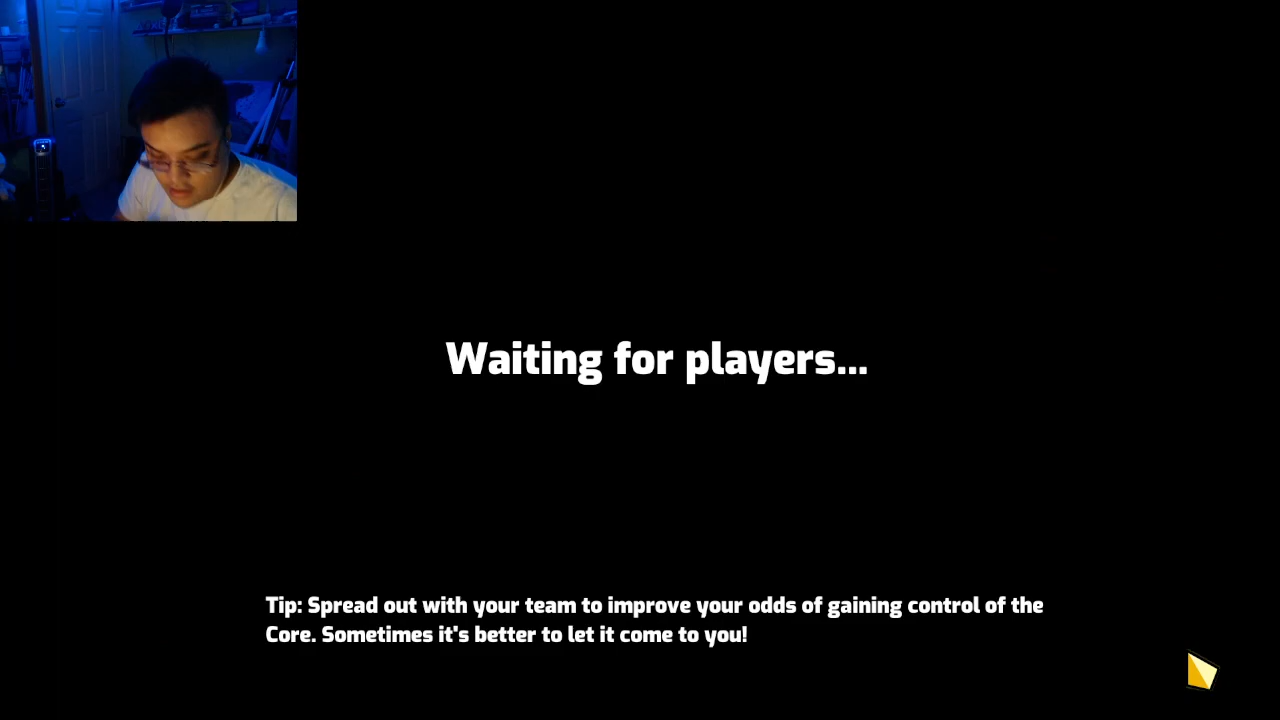 Waiting for players...
Tip: Spread out with your team to improve your odds of gaining control of the
Core. Sometimes it's better to let it come to you!